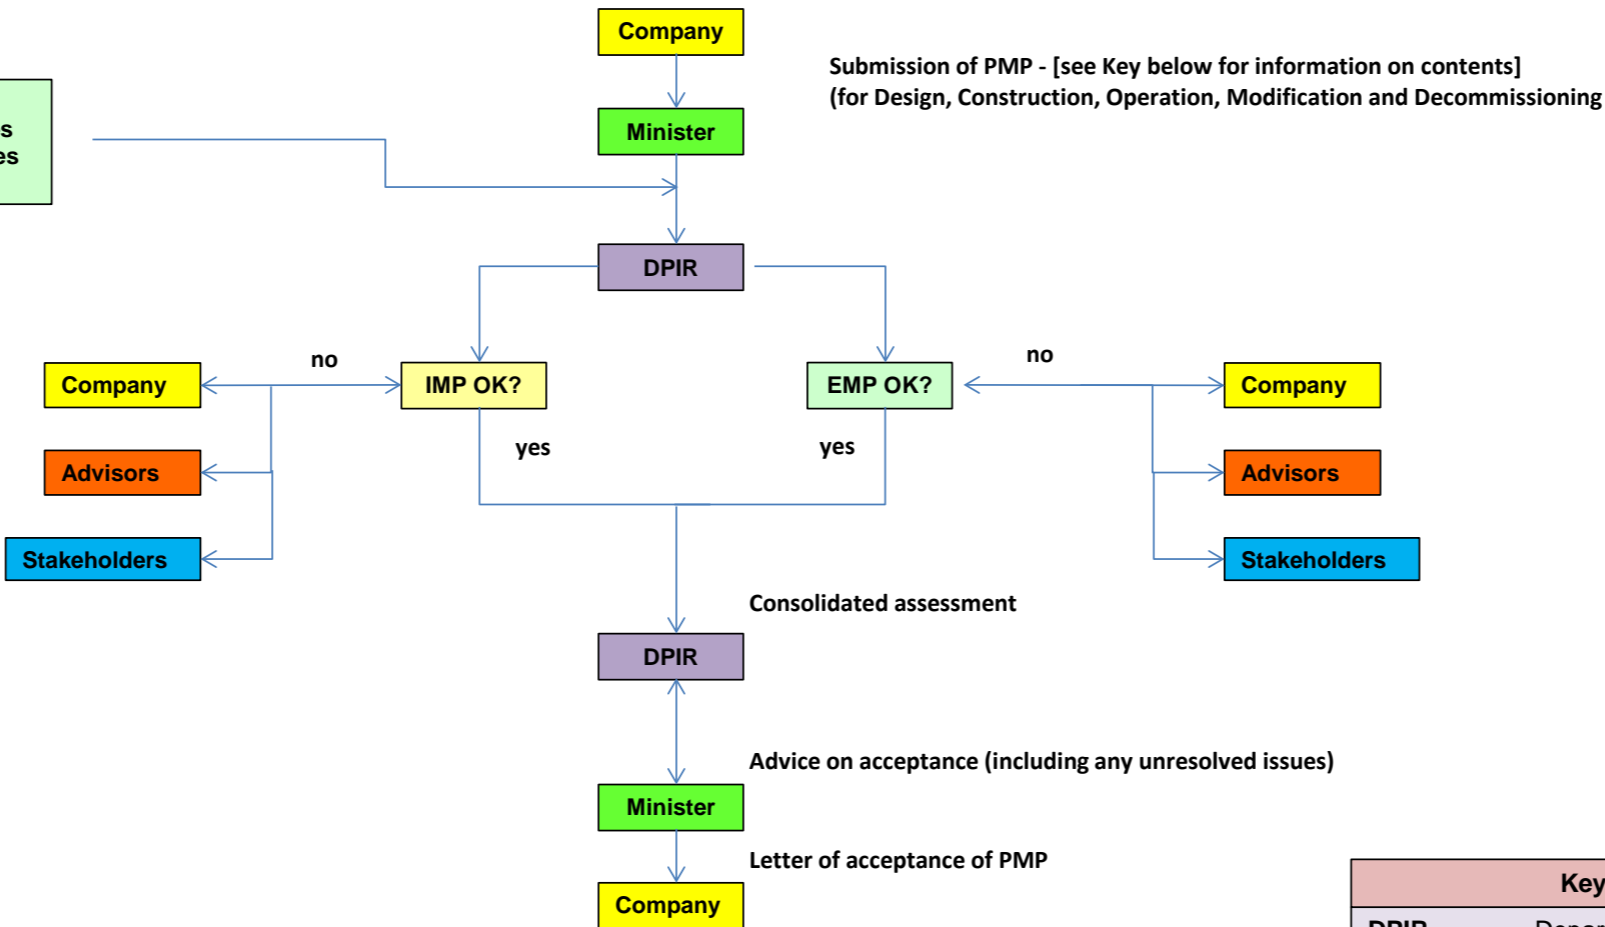 Company
Submission of PMP - [see Key below for information on contents]
(for Design, Construction, Operation, Modification and Decommissioning
Minister
DPIR
no
no
Company
IMP OK?
EMP OK?
Company
yes
yes
Advisors
Advisors
Stakeholders
Stakeholders
Consolidated assessment
DPIR
Advice on acceptance (including any unresolved issues)
Minister
Letter of acceptance of PMP
Company
Key
DPIR